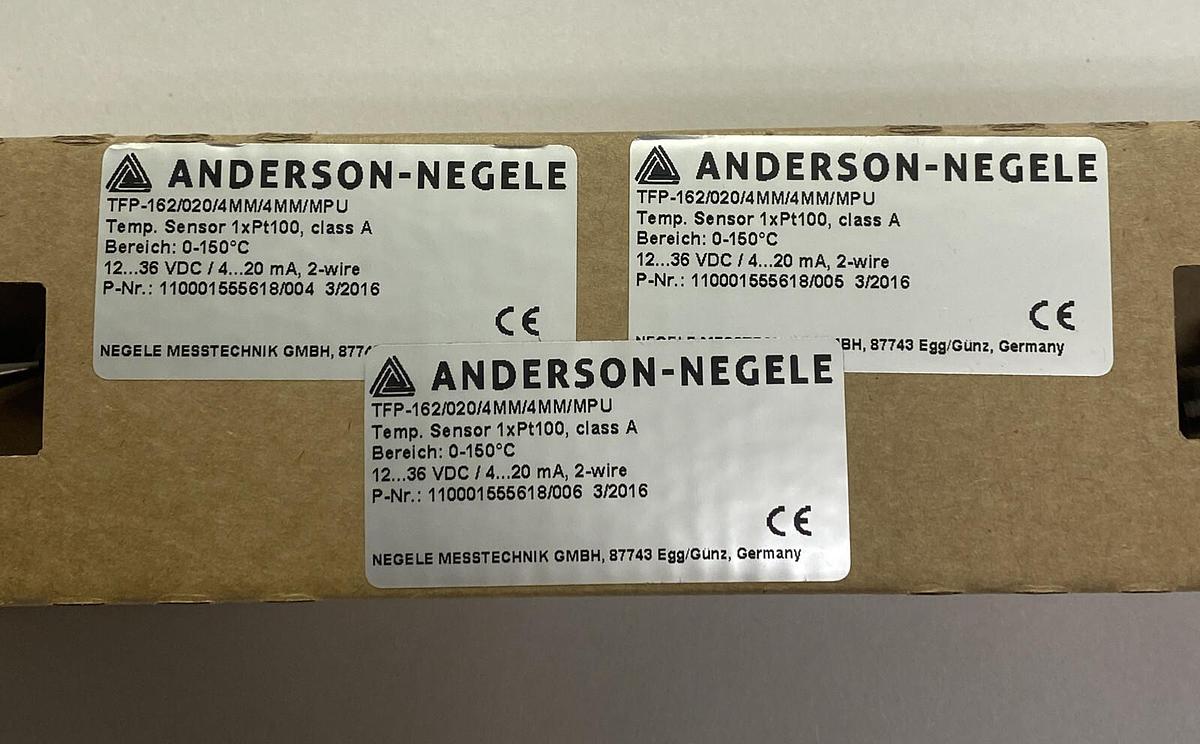 ANDERSON-NEGELE
TFP-162/020/4MM/4MM/MPU
Temp. Sensor 1xPt100, class A
Bereich: 0-150°C
12...36 VDC / 4...20 mA, 2-wire
P-Nr.: 110001555618/004 3/2016
CE
NEGELE MESSTECHNIK GMBH,
ANDERSON-NEGELE
TFP-162/020/4MM/4MM/MPU
Temp. Sensor 1xPt100, class A
Bereich: 0-150°C
12...36 VDC / 4...20 mA, 2-wire
P-Nr.: 110001555618/005 3/2016
CE
NEGELE 87743 Egg/Günz, Germany
ANDERSON-NEGELE
TFP-162/020/4MM/4MM/MPU
Temp. Sensor 1xPt100, class A
Bereich: 0-150°C
12...36 VDC / 4...20 mA, 2-wire
P-Nr.: 110001555618/006 3/2016
CE
NEGELE MESSTECHNIK GMBH, 87743 Egg/Günz, Germany